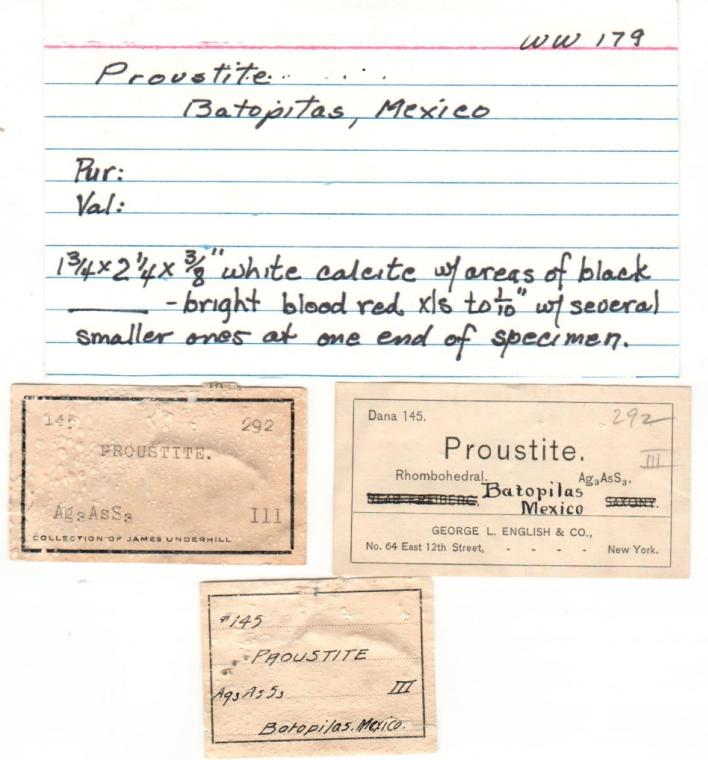 WW 179
Proustite
Batopitas, Mexico
Pur:
Val:
1 3/4 x 2 1/4 x 3/8" white calcite w/ areas of black
______ - bright blood red xls to 1/10" w/ several
smaller ones at one end of specimen.
145 292
PROUSTITE.
Ag₃AsS₃ III
COLLECTION OF JAMES UNDERHILL
Dana 145. 292
Proustite. III
Rhombohedral. Ag₃AsS₃.
NEAR FREIBERG, Batopilas SAXONY.
Mexico
GEORGE L. ENGLISH & CO.,
No. 64 East 12th Street, - - - - New York.
#145
PROUSTITE
Ag₃AsS₃ III
Batopilas. Mexico.